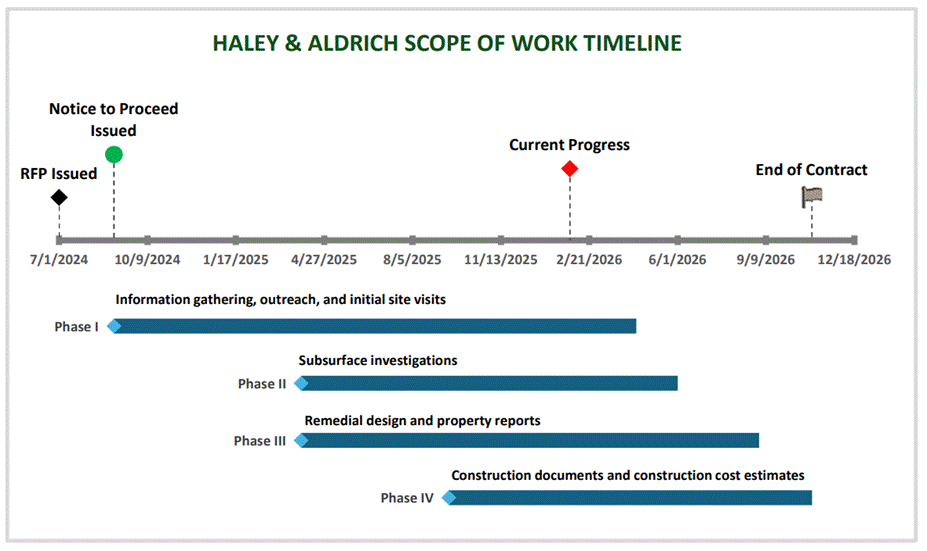 HALEY & ALDRICH SCOPE OF WORK TIMELINE
Notice to Proceed
Issued
RFP Issued
Current Progress
End of Contract
7/1/2024
10/9/2024
1/17/2025
4/27/2025
8/5/2025
11/13/2025
2/21/2026
6/1/2026
9/9/2026
12/18/2026
Information gathering, outreach, and initial site visits
Phase I
Subsurface investigations
Phase II
Remedial design and property reports
Phase III
Construction documents and construction cost estimates
Phase IV